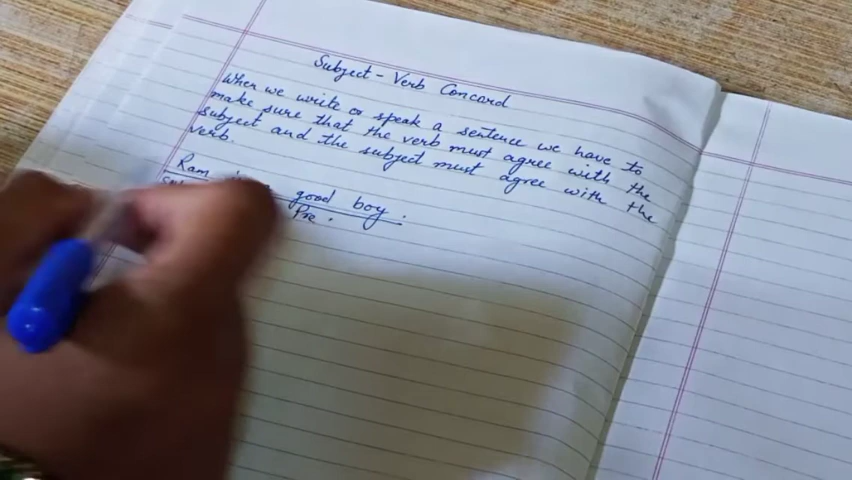 Subject - Verb Concord
When we write or speak a sentence we have to
make sure that the verb must agree with the
subject and the subject must agree with the
verb.
Ram good boy.
Pre.